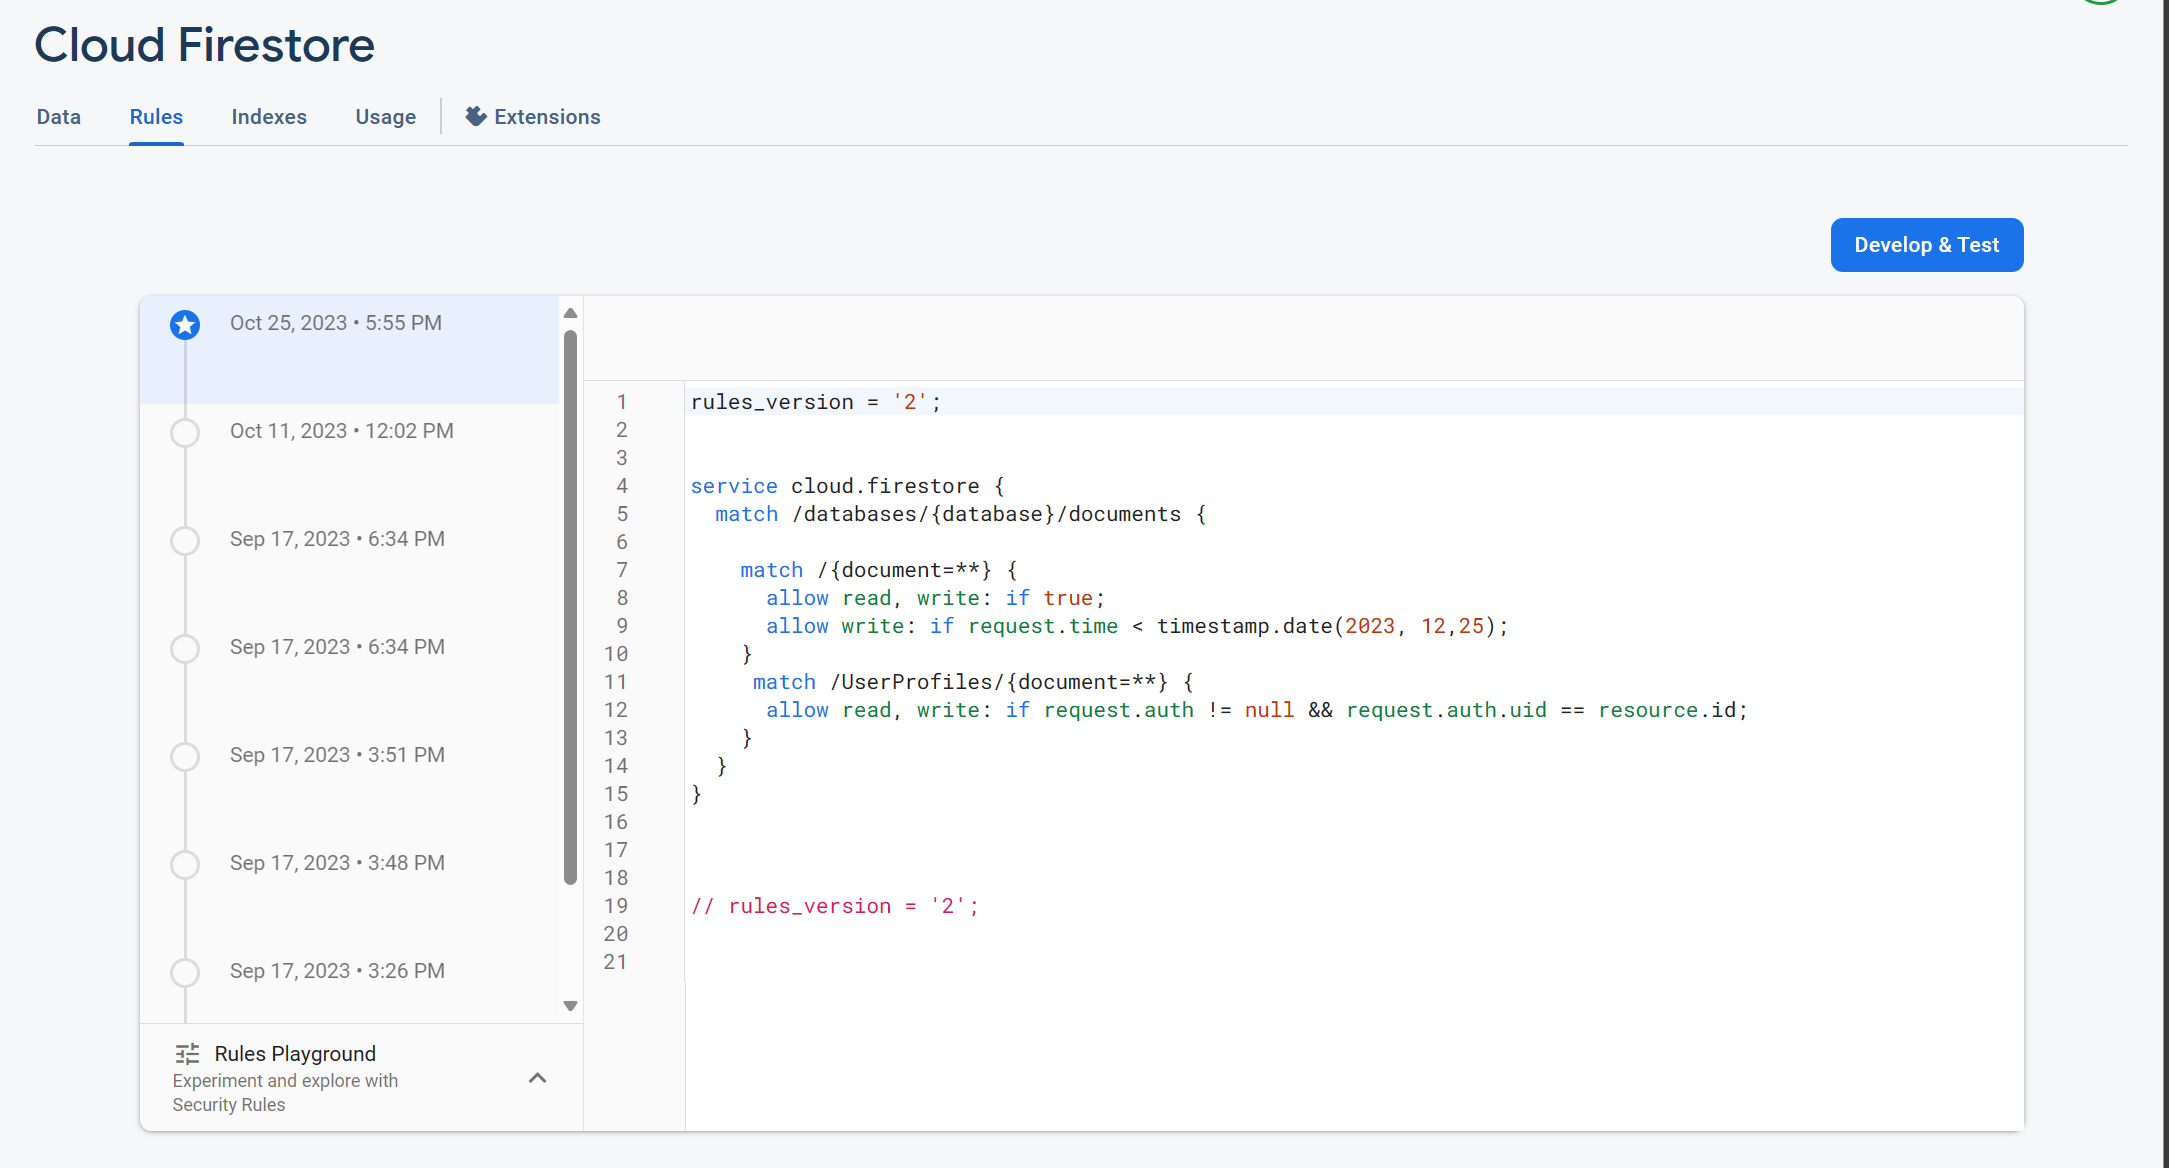 Cloud Firestore
Data Rules Indexes Usage Extensions
Develop & Test
Oct 25, 2023 • 5:55 PM
Oct 11, 2023 • 12:02 PM
Sep 17, 2023 • 6:34 PM
Sep 17, 2023 • 6:34 PM
Sep 17, 2023 • 3:51 PM
Sep 17, 2023 • 3:48 PM
Sep 17, 2023 • 3:26 PM
Rules Playground
Experiment and explore with
Security Rules
1 rules_version = '2';
2
3
4 service cloud.firestore {
5   match /databases/{database}/documents {
6
7     match /{document=**} {
8       allow read, write: if true;
9       allow write: if request.time < timestamp.date(2023, 12,25);
10     }
11      match /UserProfiles/{document=**} {
12       allow read, write: if request.auth != null && request.auth.uid == resource.id;
13     }
14   }
15 }
16
17
18
19 // rules_version = '2';
20
21